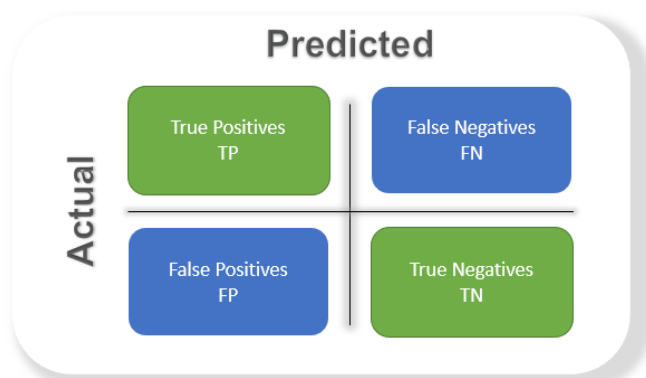 Predicted
Actual
True Positives
TP
False Negatives
FN
False Positives
FP
True Negatives
TN